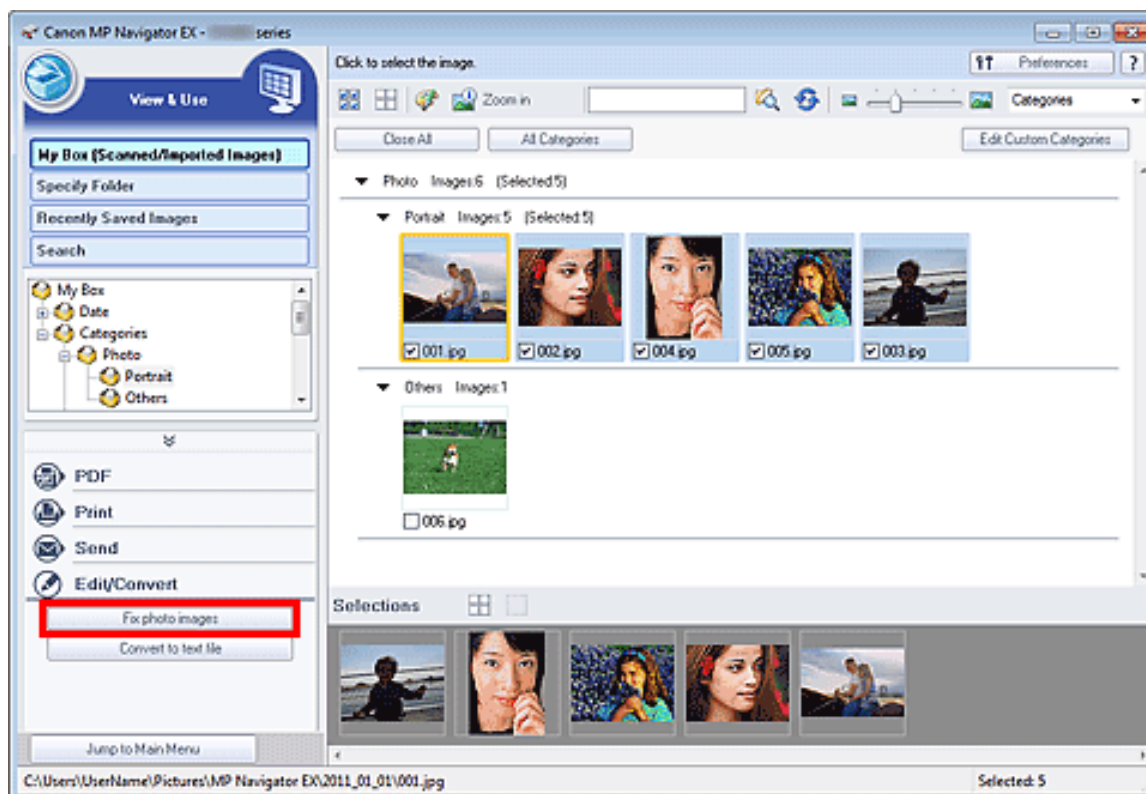 Canon MP Navigator EX - series
View & Use
My Box (Scanned/Imported Images)
Specify Folder
Recently Saved Images
Search
My Box
Date
Categories
Photo
Portrait
Others
PDF
Print
Send
Edit/Convert
Fix photo images
Convert to text file
Jump to Main Menu
Click to select the image.
Preferences ?
Zoom in Categories
Close All All Categories Edit Custom Categories
Photo Images:6 (Selected:5)
Portrait Images:5 (Selected:5)
001.jpg 002.jpg 004.jpg 005.jpg 003.jpg
Others Images:1
006.jpg
Selections
C:\Users\UserName\Pictures\MP Navigator EX\2011_01_01\001.jpg Selected: 5